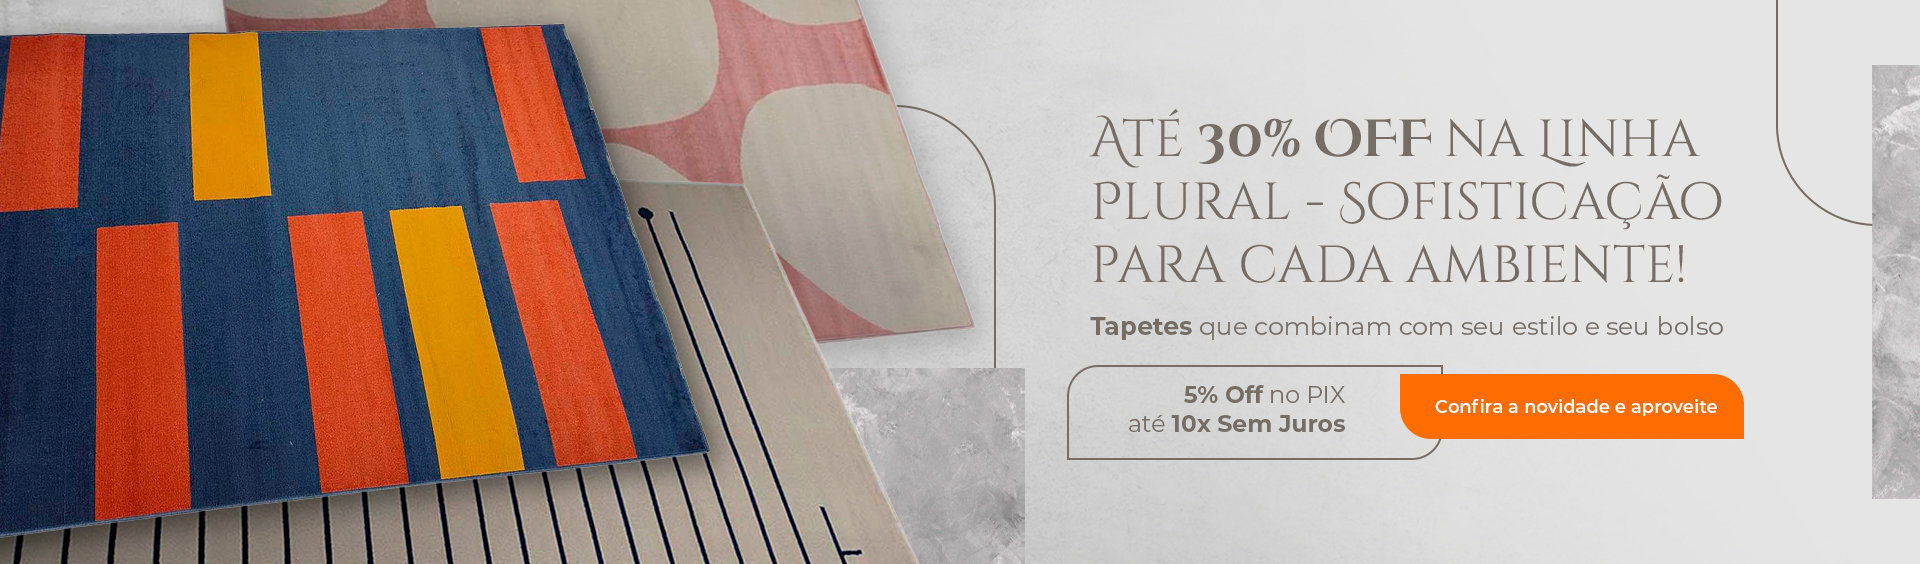 Até 30% OFF na Linha
Plural - Sofisticação
para cada ambiente!
Tapetes que combinam com seu estilo e seu bolso
5% Off no PIX
até 10x Sem Juros
Confira a novidade e aproveite